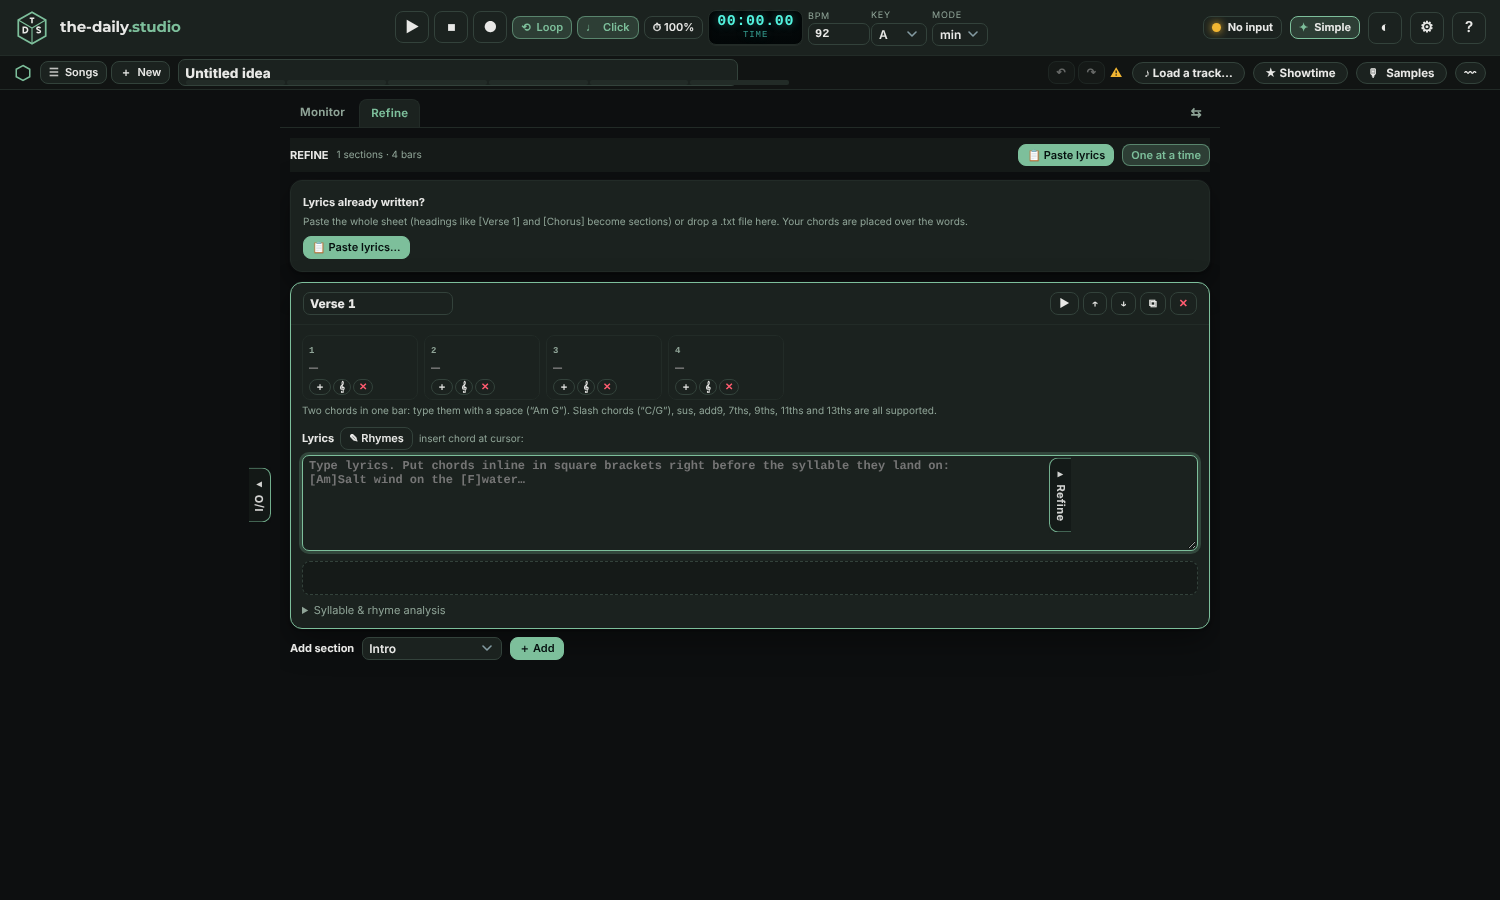 T D S
the-daily.studio
Loop
Click
100%
00:00.00
TIME
BPM
92
KEY
A
MODE
min
No input
Simple
?
Songs
+ New
Untitled idea
Load a track...
Showtime
Samples
Monitor
Refine
REFINE
1 sections · 4 bars
Paste lyrics
One at a time
Lyrics already written?
Paste the whole sheet (headings like [Verse 1] and [Chorus] become sections) or drop a .txt file here. Your chords are placed over the words.
Paste lyrics...
Verse 1
1
—
+
2
—
+
3
—
+
4
—
+
Two chords in one bar: type them with a space (“Am G”). Slash chords (“C/G”), sus, add9, 7ths, 9ths, 11ths and 13ths are all supported.
Lyrics
Rhymes
insert chord at cursor:
Type lyrics. Put chords inline in square brackets right before the syllable they land on:
[Am]Salt wind on the [F]water…
I/O
Refine
Syllable & rhyme analysis
Add section
Intro
+ Add